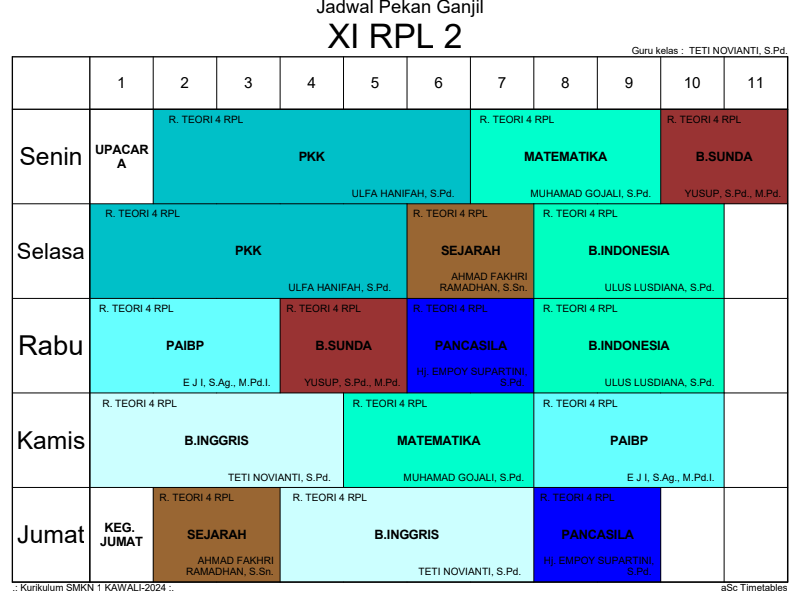 Jadwal Pekan Ganjil
XI RPL 2
Guru kelas : TETI NOVIANTI, S.Pd.
1 2 3 4 5 6 7 8 9 10 11
Senin
UPACAR
A
R. TEORI 4 RPL
PKK
ULFA HANIFAH, S.Pd.
R. TEORI 4 RPL
MATEMATIKA
MUHAMAD GOJALI, S.Pd.
R. TEORI 4 RPL
B.SUNDA
YUSUP, S.Pd., M.Pd.
Selasa
R. TEORI 4 RPL
PKK
ULFA HANIFAH, S.Pd.
R. TEORI 4 RPL
SEJARAH
AHMAD FAKHRI
RAMADHAN, S.Sn.
R. TEORI 4 RPL
B.INDONESIA
ULUS LUSDIANA, S.Pd.
Rabu
R. TEORI 4 RPL
PAIBP
E J I, S.Ag., M.Pd.I.
R. TEORI 4 RPL
B.SUNDA
YUSUP, S.Pd., M.Pd.
R. TEORI 4 RPL
PANCASILA
Hj. EMPOY SUPARTINI,
S.Pd.
R. TEORI 4 RPL
B.INDONESIA
ULUS LUSDIANA, S.Pd.
Kamis
R. TEORI 4 RPL
B.INGGRIS
TETI NOVIANTI, S.Pd.
R. TEORI 4 RPL
MATEMATIKA
MUHAMAD GOJALI, S.Pd.
R. TEORI 4 RPL
PAIBP
E J I, S.Ag., M.Pd.I.
Jumat
KEG.
JUMAT
R. TEORI 4 RPL
SEJARAH
AHMAD FAKHRI
RAMADHAN, S.Sn.
R. TEORI 4 RPL
B.INGGRIS
TETI NOVIANTI, S.Pd.
R. TEORI 4 RPL
PANCASILA
Hj. EMPOY SUPARTINI,
S.Pd.
.: Kurikulum SMKN 1 KAWALI-2024 :.
aSc Timetables